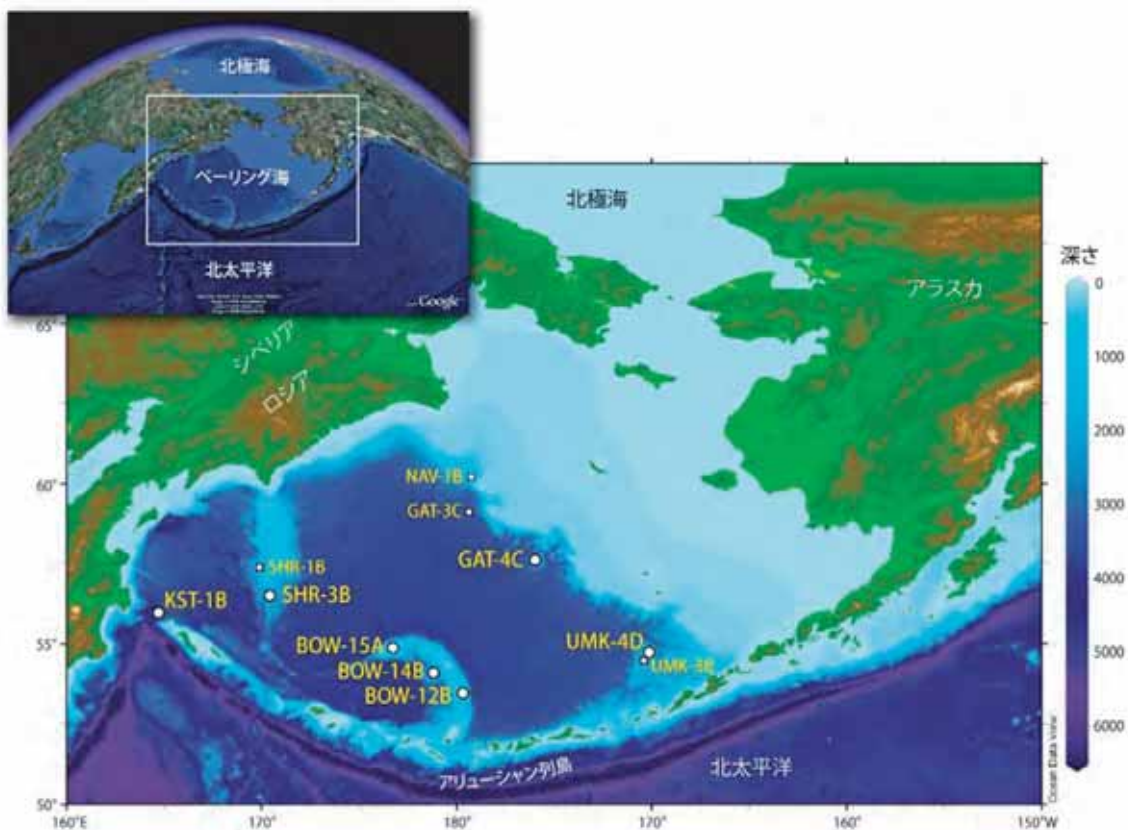 北極海
ベーリング海
北太平洋
Google
北極海
アラスカ
シベリア
ロシア
NAV-1B
GAT-3C
GAT-4C
SHR-1B
SHR-3B
KST-1B
BOW-15A
BOW-14B
BOW-12B
UMK-4D
UMK-3B
アリューシャン列島
北太平洋
深さ
0
1000
2000
3000
4000
5000
6000
Ocean Data View
65°
60°
55°
50°
160°E
170°
180°
170°
160°
150°W